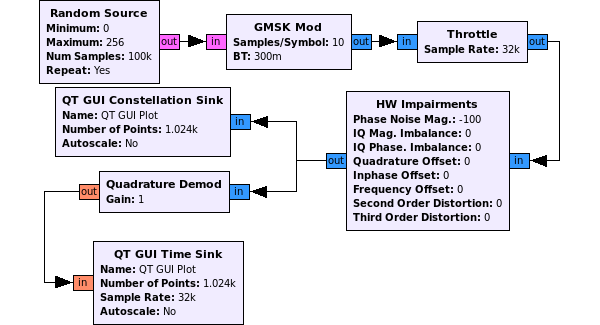 Random Source
Minimum: 0
Maximum: 256
Num Samples: 100k
Repeat: Yes
out
in
GMSK Mod
Samples/Symbol: 10
BT: 300m
out
in
Throttle
Sample Rate: 32k
out
QT GUI Constellation Sink
Name: QT GUI Plot
Number of Points: 1.024k
Autoscale: No
in
HW Impairments
Phase Noise Mag.: -100
IQ Mag. Imbalance: 0
IQ Phase. Imbalance: 0
Quadrature Offset: 0
Inphase Offset: 0
Frequency Offset: 0
Second Order Distortion: 0
Third Order Distortion: 0
out
in
out
Quadrature Demod
Gain: 1
in
QT GUI Time Sink
Name: QT GUI Plot
Number of Points: 1.024k
Sample Rate: 32k
Autoscale: No
in